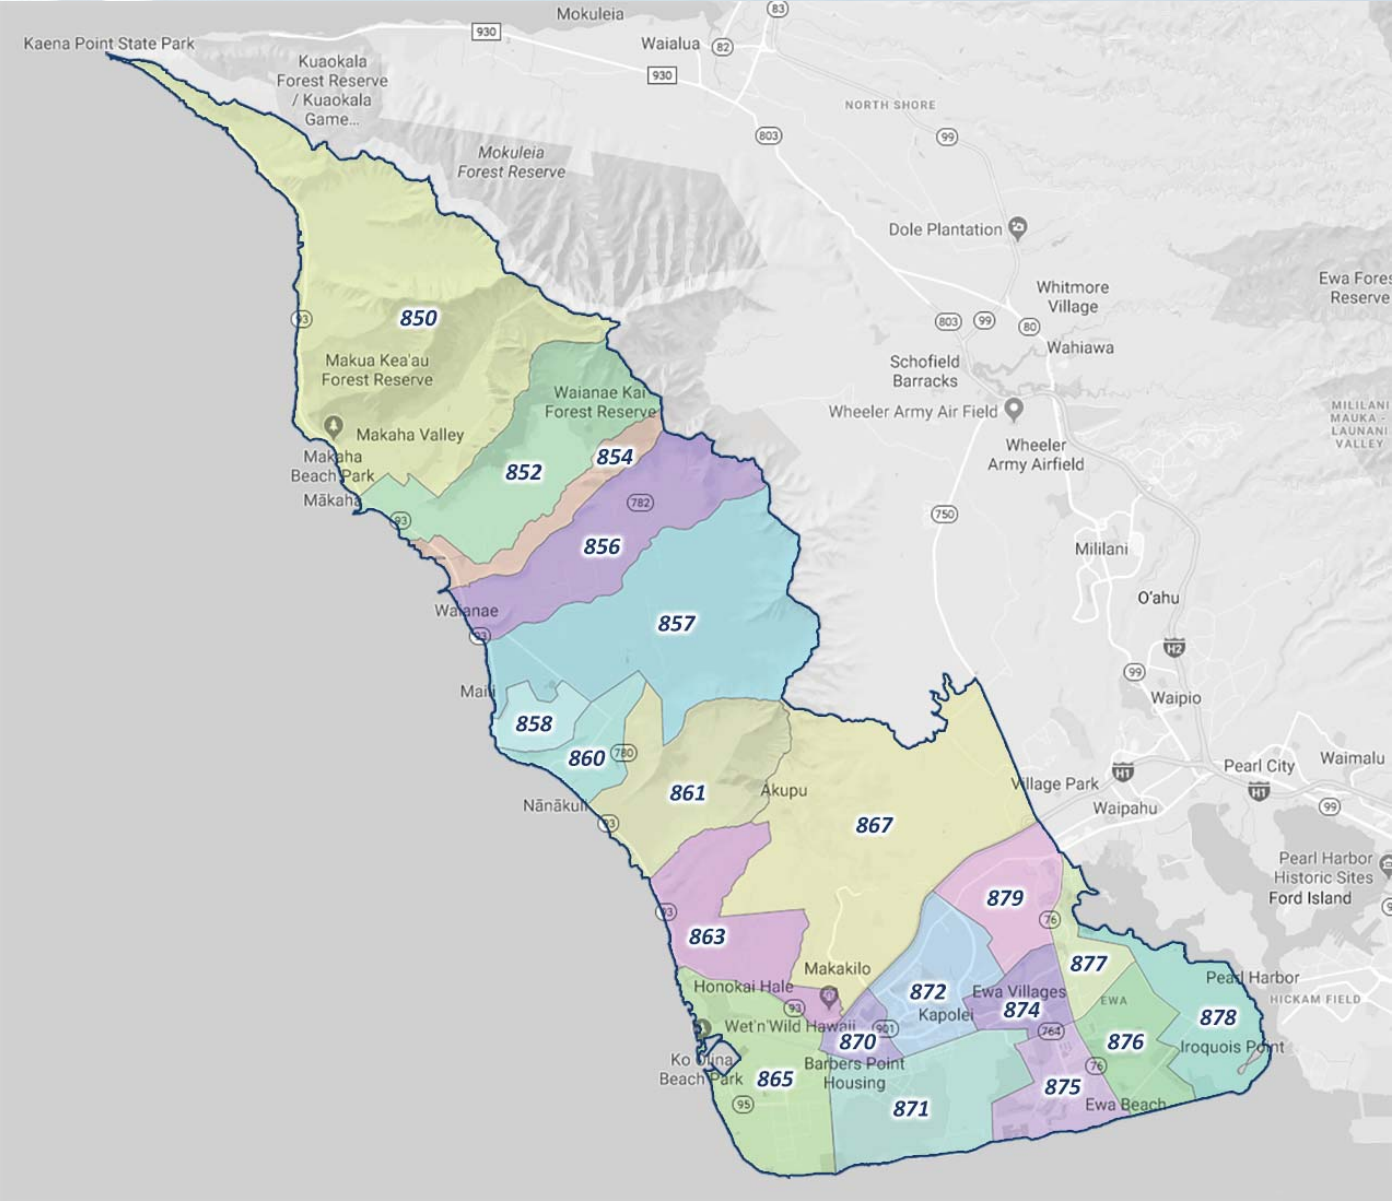 Mokuleia
83
930
Kaena Point State Park
Waialua
82
Kuaokala
Forest Reserve
/ Kuaokala
Game...
930
NORTH SHORE
803
99
Mokuleia
Forest Reserve
Dole Plantation
Ewa Fores
Reserve
Whitmore
Village
850
93
803
99
80
Wahiawa
Makua Kea'au
Forest Reserve
Schofield
Barracks
Waianae Kai
Forest Reserve
Wheeler Army Air Field
MILILANI
MAUKA -
LAUNANI
VALLEY
Makaha Valley
Makaha
Beach Park
Wheeler
Army Airfield
854
852
Mākaha
782
93
750
856
Mililani
O'ahu
Waianae
857
93
H2
99
Maili
Waipio
858
860
780
Village Park
H1
Pearl City
Waimalu
H1
861
Akupu
Nānākuli
Waipahu
99
93
867
Pearl Harbor
Historic Sites
Ford Island
879
93
76
863
877
Makakilo
Pearl Harbor
Honokai Hale
872
Ewa Villages
EWA
HICKAM FIELD
93
874
Kapolei
878
Wet'n'Wild Hawaii
901
764
870
876
Iroquois Point
Ko Olina
Beach Park
Barbers Point
Housing
76
865
875
95
871
Ewa Beach